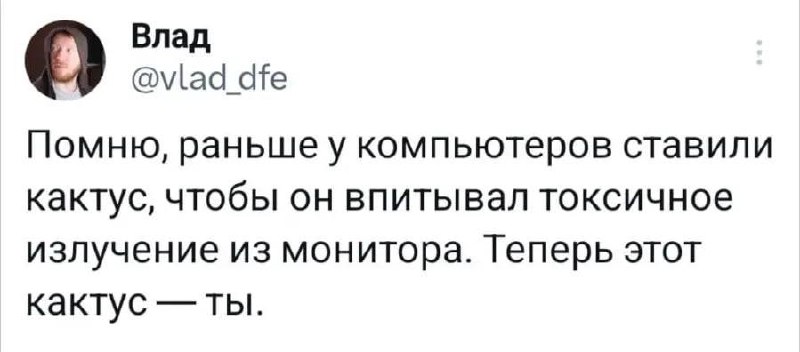 Влад
@vlad_dfe
Помню, раньше у компьютеров ставили
кактус, чтобы он впитывал токсичное
излучение из монитора. Теперь этот
кактус — ты.